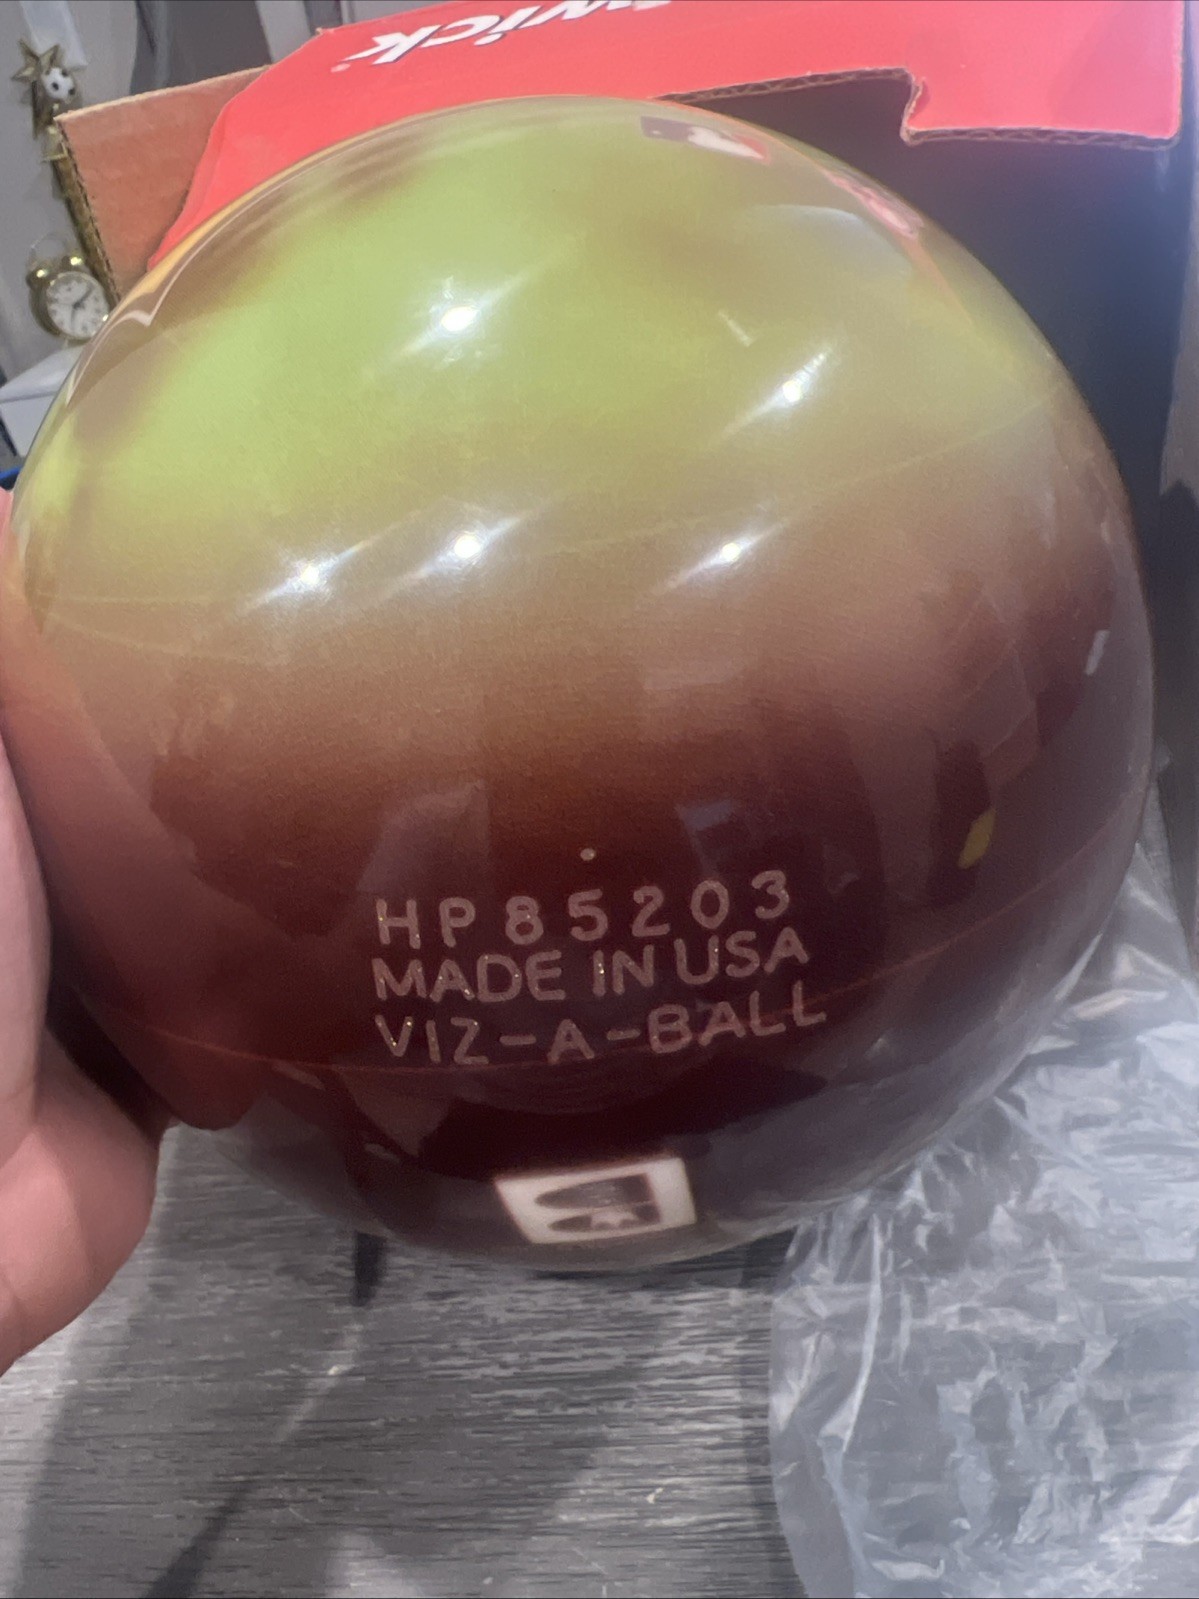 wick
HP85203
MADE IN USA
VIZ-A-BALL